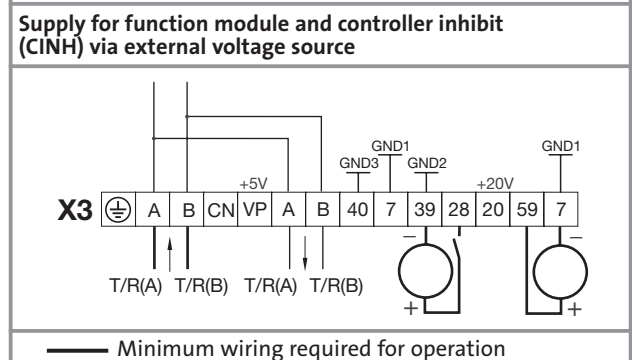 Supply for function module and controller inhibit
(CINH) via external voltage source
GND1 GND1
GND3 GND2
+5V +20V
X3 A B CN VP A B 40 7 39 28 20 59 7
− −
T/R(A) T/R(B) T/R(A) T/R(B)
+ +
Minimum wiring required for operation